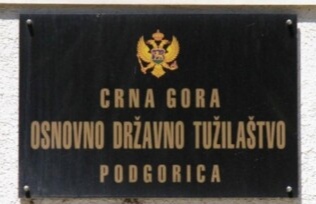 CRNA GORA
OSNOVNO DRŽAVNO TUŽILAŠTVO
PODGORICA